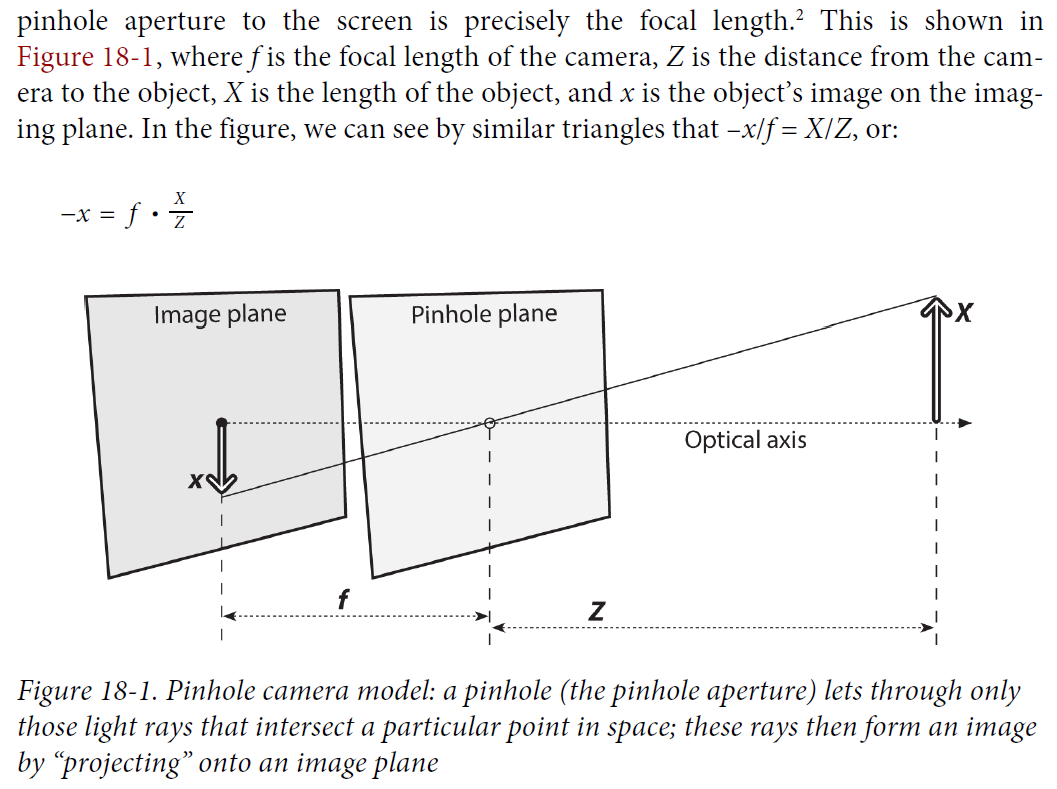 pinhole aperture to the screen is precisely the focal length.² This is shown in
Figure 18-1, where f is the focal length of the camera, Z is the distance from the cam-
era to the object, X is the length of the object, and x is the object’s image on the imag-
ing plane. In the figure, we can see by similar triangles that –x/f = X/Z, or:
−x = f · X/Z
Image plane
Pinhole plane
X
Optical axis
x
f
Z
Figure 18-1. Pinhole camera model: a pinhole (the pinhole aperture) lets through only
those light rays that intersect a particular point in space; these rays then form an image
by “projecting” onto an image plane